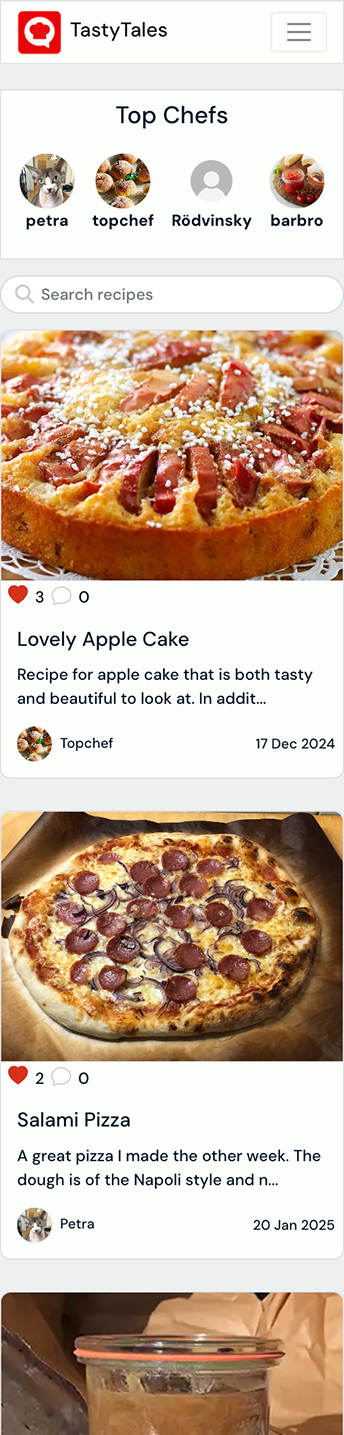 TastyTales
Top Chefs
petra topchef Rödvinsky barbro
Search recipes
3 0
Lovely Apple Cake
Recipe for apple cake that is both tasty
and beautiful to look at. In addit...
Topchef 17 Dec 2024
2 0
Salami Pizza
A great pizza I made the other week. The
dough is of the Napoli style and n...
Petra 20 Jan 2025